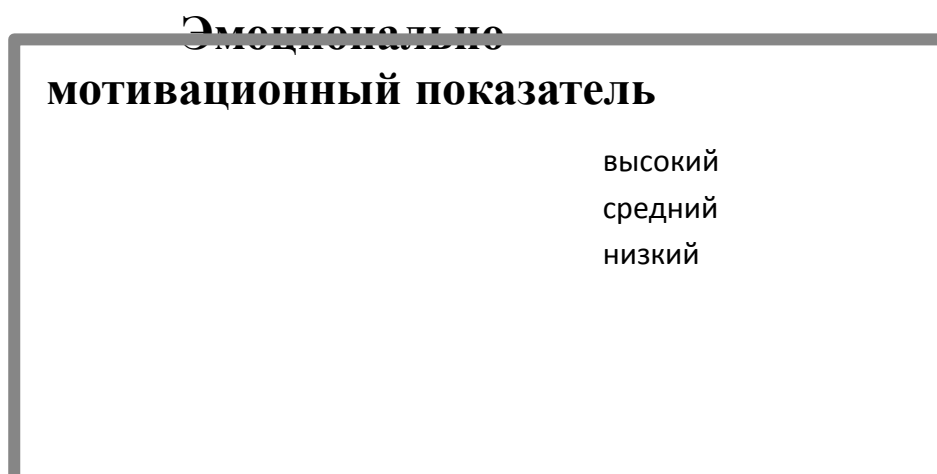 Эмоционально
мотивационный показатель
высокий
средний
низкий